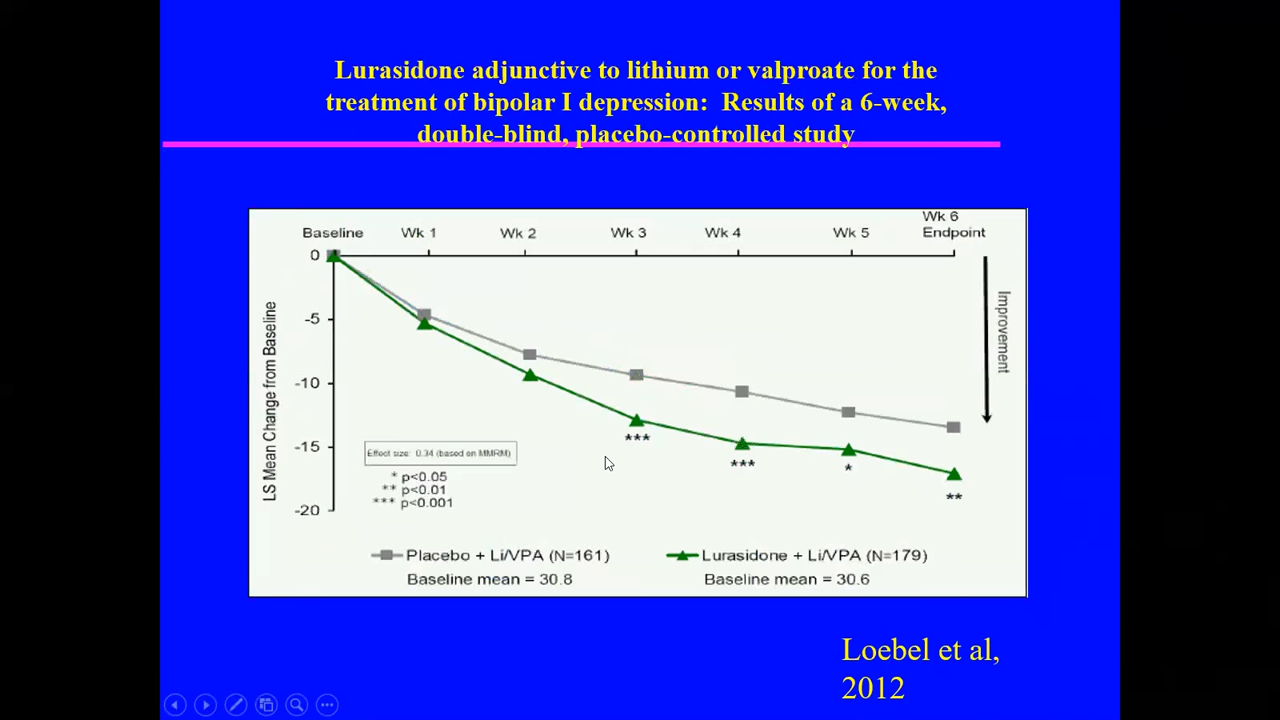 Lurasidone adjunctive to lithium or valproate for the
treatment of bipolar I depression:  Results of a 6-week,
double-blind, placebo-controlled study
Wk 6
Baseline Wk 1 Wk 2 Wk 3 Wk 4 Wk 5 Endpoint
0
-5
-10
-15
-20
LS Mean Change from Baseline
Improvement
***
***
*
**
Effect size: 0.34 (based on MMRM)
* p<0.05
** p<0.01
*** p<0.001
Placebo + Li/VPA (N=161) Lurasidone + Li/VPA (N=179)
Baseline mean = 30.8 Baseline mean = 30.6
Loebel et al,
2012